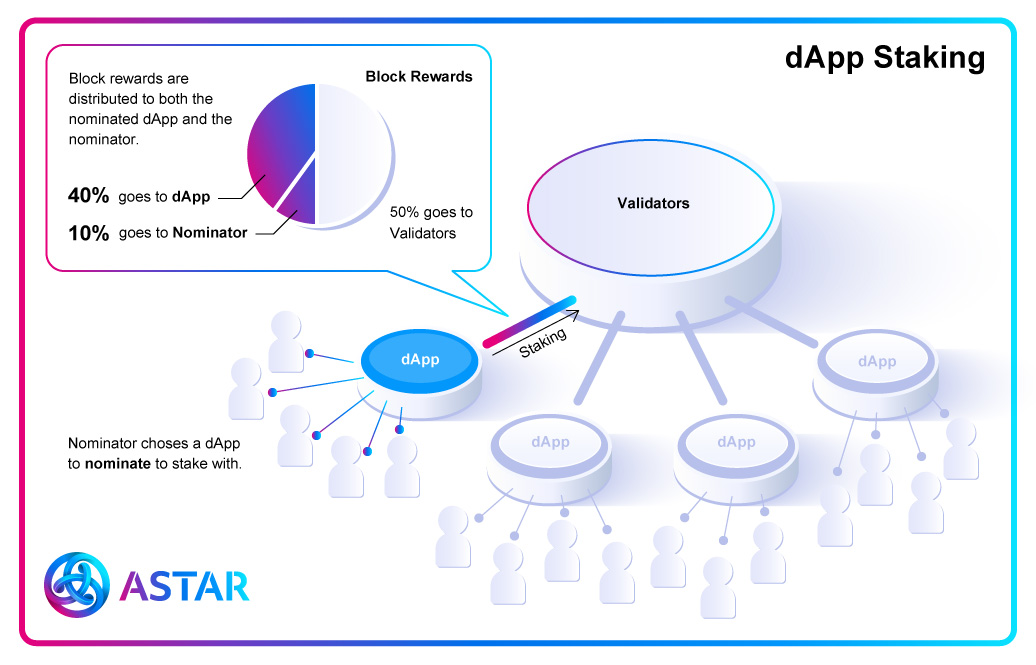 dApp Staking
Block Rewards
Block rewards are
distributed to both the
nominated dApp and the
nominator.
40% goes to dApp
10% goes to Nominator
50% goes to
Validators
Validators
Staking
dApp
dApp
dApp
dApp
Nominator choses a dApp
to nominate to stake with.
ASTAR